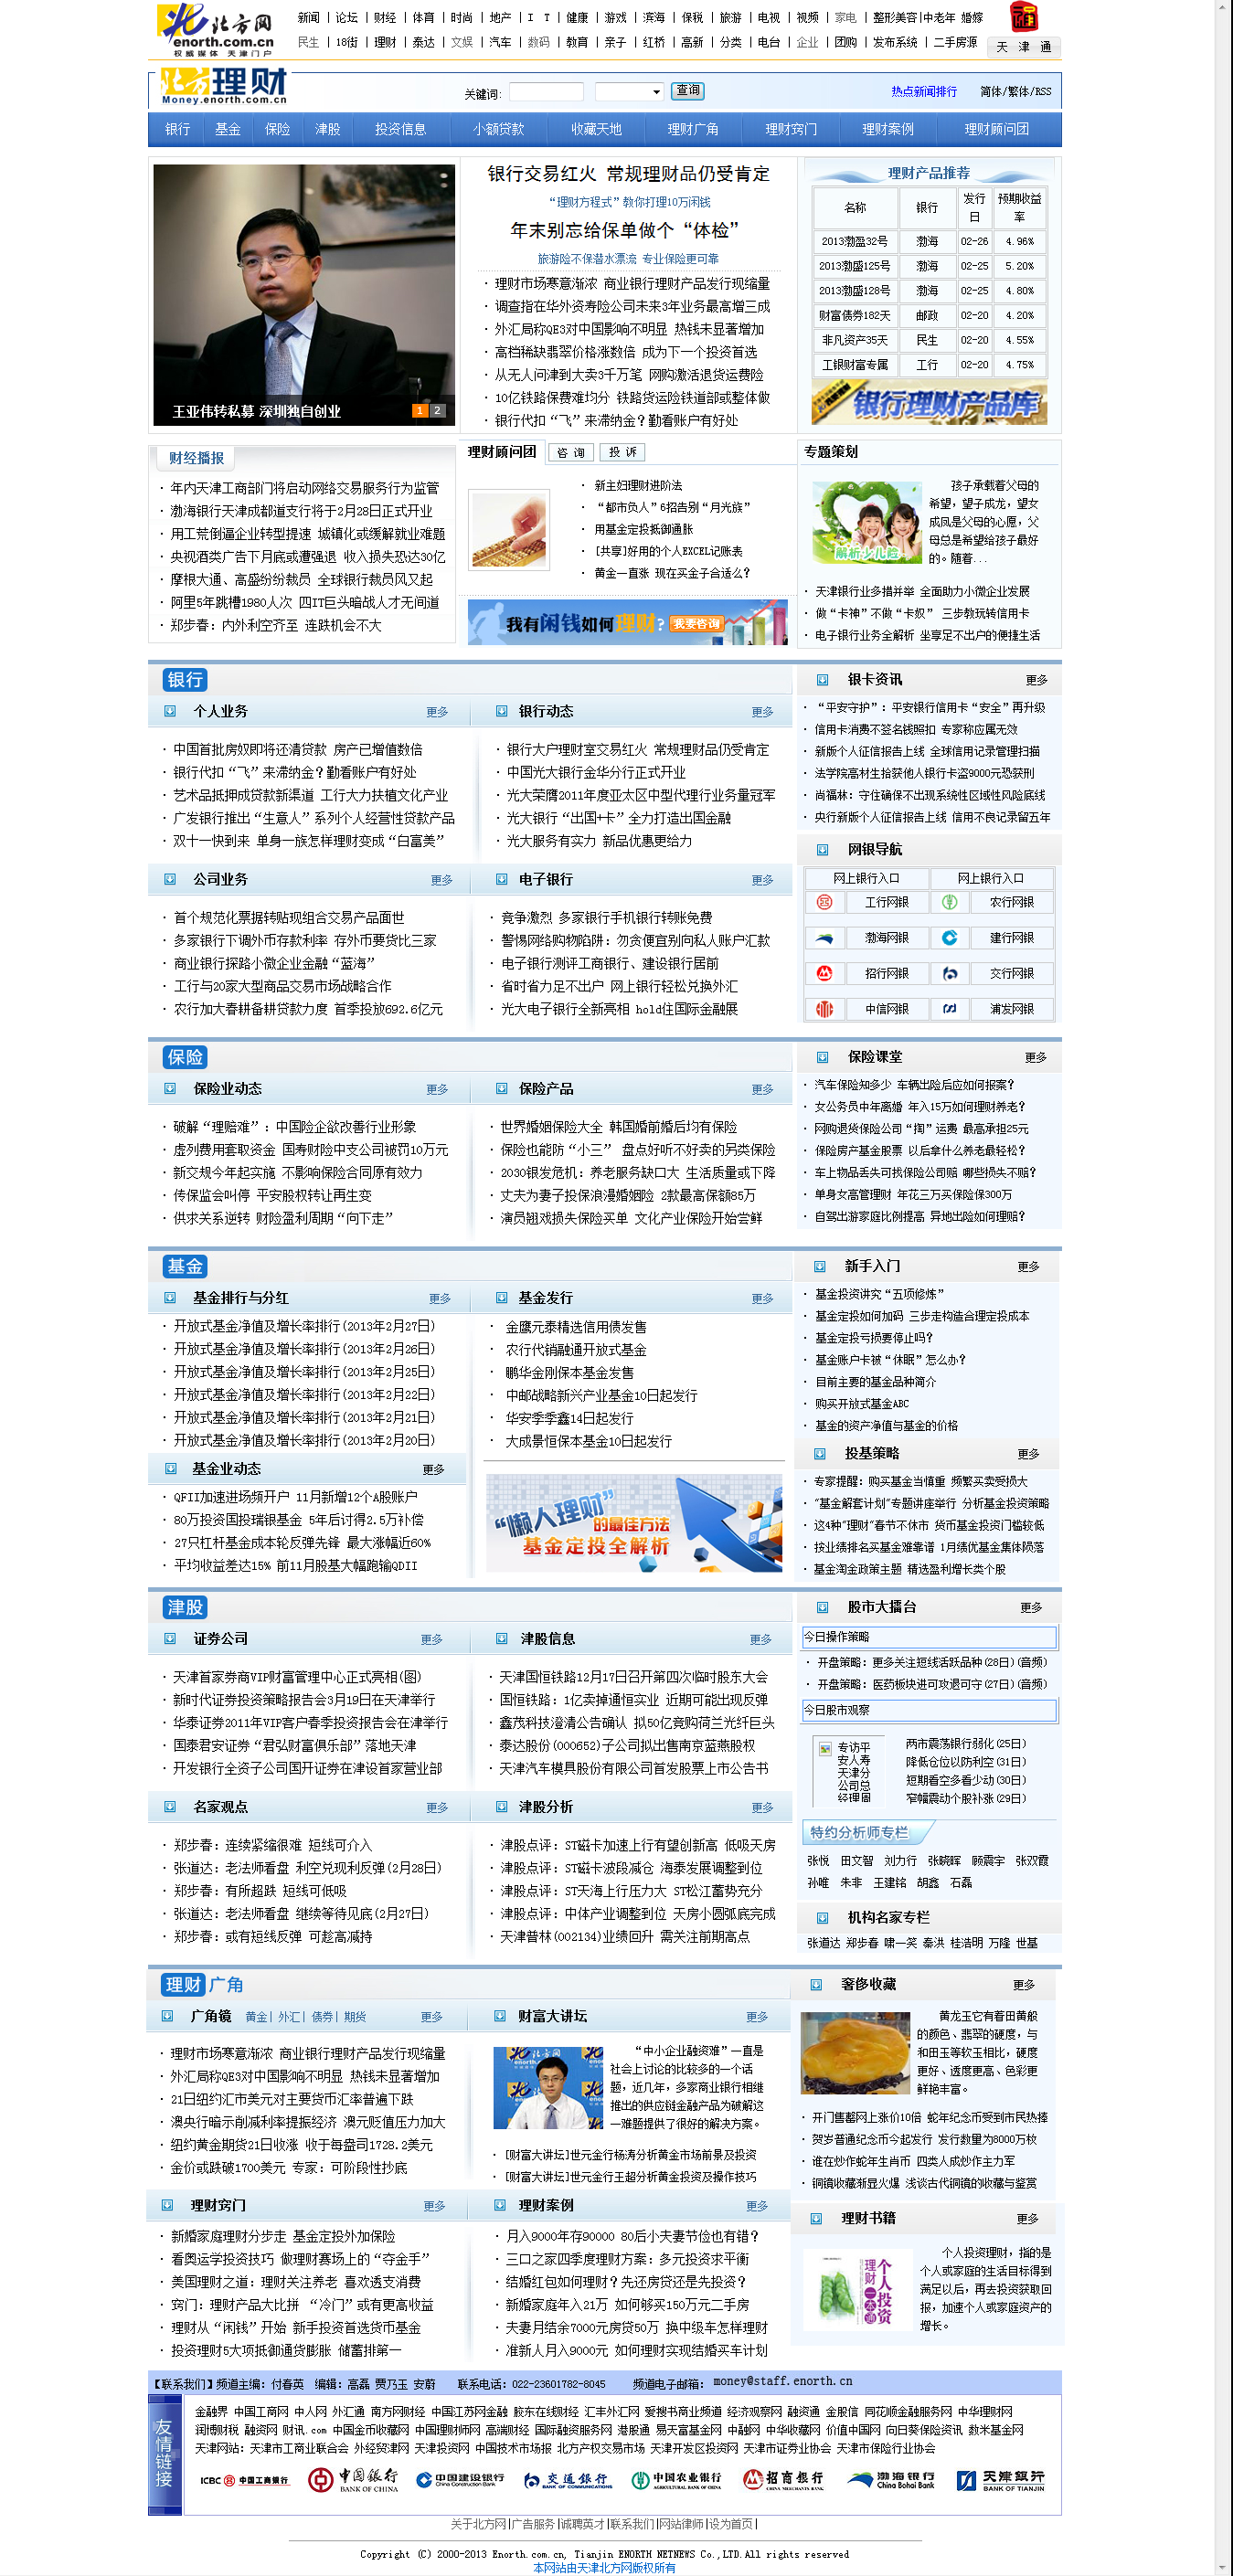 北方网 enorth.com.cn 权威媒体 天津门户
新闻 | 论坛 | 财经 | 体育 | 时尚 | 地产 | I T | 健康 | 游戏 | 滨海 | 保税 | 旅游 | 电视 | 视频 | 家电 | 整形美容|中老年 婚嫁
民生 | 18街 | 理财 | 泰达 | 文娱 | 汽车 | 数码 | 教育 | 亲子 | 红桥 | 高新 | 分类 | 电台 | 企业 | 团购 | 发布系统 | 二手房源
天 津 通
北方理财 Money.enorth.com.cn
关键词: 查询 热点新闻排行 简体/繁体/RSS
银行 基金 保险 津股 投资信息 小额贷款 收藏天地 理财广角 理财窍门 理财案例 理财顾问团
王亚伟转私募 深圳独自创业 1 2
银行交易红火 常规理财品仍受肯定
“理财方程式”教你打理10万闲钱
年末别忘给保单做个“体检”
旅游险不保潜水漂流 专业保险更可靠
· 理财市场寒意渐浓 商业银行理财产品发行现缩量
· 调查指在华外资寿险公司未来3年业务最高增三成
· 外汇局称QE3对中国影响不明显 热钱未显著增加
· 高档稀缺翡翠价格涨数倍 成为下一个投资首选
· 从无人问津到大卖3千万笔 网购激活退货运费险
· 10亿铁路保费难均分 铁路货运险铁道部或整体做
· 银行代扣“飞”来滞纳金？勤看账户有好处
理财产品推荐
名称 银行 发行日 预期收益率
2013渤盈32号 渤海 02-26 4.96%
2013渤盛125号 渤海 02-25 5.20%
2013渤盛128号 渤海 02-25 4.80%
财富债券182天 邮政 02-20 4.20%
非凡资产35天 民生 02-20 4.55%
工银财富专属 工行 02-20 4.75%
我要理财 银行理财产品库
财经播报
· 年内天津工商部门将启动网络交易服务行为监管
· 渤海银行天津成都道支行将于2月28日正式开业
· 用工荒倒逼企业转型提速 城镇化或缓解就业难题
· 央视酒类广告下月底或遭强退 收入损失恐达30亿
· 摩根大通、高盛纷纷裁员 全球银行裁员风又起
· 阿里5年跳槽1980人次 四IT巨头暗战人才无间道
· 郑步春：内外利空齐至 连跌机会不大
理财顾问团 咨 询 投 诉
· 新主妇理财进阶法
· “都市负人”6招告别“月光族”
· 用基金定投抵御通胀
· [共享]好用的个人EXCEL记账表
· 黄金一直涨 现在买金子合适么？
我有闲钱如何理财? 我要咨询
专题策划
解析少儿险
孩子承载着父母的
希望，望子成龙，望女
成凤是父母的心愿，父
母总是希望给孩子最好
的。随着...
· 天津银行业多措并举 全面助力小微企业发展
· 做“卡神”不做“卡奴” 三步教玩转信用卡
· 电子银行业务全解析 坐享足不出户的便捷生活
银行
个人业务 更多
· 中国首批房奴即将还清贷款 房产已增值数倍
· 银行代扣“飞”来滞纳金？勤看账户有好处
· 艺术品抵押成贷款新渠道 工行大力扶植文化产业
· 广发银行推出“生意人”系列个人经营性贷款产品
· 双十一快到来 单身一族怎样理财变成“白富美”
银行动态 更多
· 银行大户理财室交易红火 常规理财品仍受肯定
· 中国光大银行金华分行正式开业
· 光大荣膺2011年度亚太区中型代理行业务量冠军
· 光大银行“出国+卡”全力打造出国金融
· 光大服务有实力 新品优惠更给力
银卡资讯 更多
· “平安守护”：平安银行信用卡“安全”再升级
· 信用卡消费不签名钱照扣 专家称应属无效
· 新版个人征信报告上线 全球信用记录管理扫描
· 法学院高材生拾获他人银行卡盗9000元恐获刑
· 尚福林：守住确保不出现系统性区域性风险底线
· 央行新版个人征信报告上线 信用不良记录留五年
公司业务 更多
· 首个规范化票据转贴现组合交易产品面世
· 多家银行下调外币存款利率 存外币要货比三家
· 商业银行探路小微企业金融“蓝海”
· 工行与20家大型商品交易市场战略合作
· 农行加大春耕备耕贷款力度 首季投放692.6亿元
电子银行 更多
· 竞争激烈 多家银行手机银行转账免费
· 警惕网络购物陷阱：勿贪便宜别向私人账户汇款
· 电子银行测评工商银行、建设银行居前
· 省时省力足不出户 网上银行轻松兑换外汇
· 光大电子银行全新亮相 hold住国际金融展
网银导航
网上银行入口 网上银行入口
工行网银 农行网银
渤海网银 建行网银
招行网银 交行网银
中信网银 浦发网银
保险
保险业动态 更多
· 破解“理赔难”：中国险企欲改善行业形象
· 虚列费用套取资金 国寿财险中支公司被罚10万元
· 新交规今年起实施 不影响保险合同原有效力
· 传保监会叫停 平安股权转让再生变
· 供求关系逆转 财险盈利周期“向下走”
保险产品 更多
· 世界婚姻保险大全 韩国婚前婚后均有保险
· 保险也能防“小三” 盘点好听不好卖的另类保险
· 2030银发危机：养老服务缺口大 生活质量或下降
· 丈夫为妻子投保浪漫婚姻险 2款最高保额85万
· 演员翘戏损失保险买单 文化产业保险开始尝鲜
保险课堂 更多
· 汽车保险知多少 车辆出险后应如何报案？
· 女公务员中年离婚 年入15万如何理财养老？
· 网购退货保险公司“掏”运费 最高承担25元
· 保险房产基金股票 以后拿什么养老最轻松？
· 车上物品丢失可找保险公司赔 哪些损失不赔？
· 单身女高管理财 年花三万买保险保300万
· 自驾出游家庭比例提高 异地出险如何理赔？
基金
基金排行与分红 更多
· 开放式基金净值及增长率排行(2013年2月27日)
· 开放式基金净值及增长率排行(2013年2月26日)
· 开放式基金净值及增长率排行(2013年2月25日)
· 开放式基金净值及增长率排行(2013年2月22日)
· 开放式基金净值及增长率排行(2013年2月21日)
· 开放式基金净值及增长率排行(2013年2月20日)
基金发行 更多
· 金鹰元泰精选信用债发售
· 农行代销融通开放式基金
· 鹏华金刚保本基金发售
· 中邮战略新兴产业基金10日起发行
· 华安季季鑫14日起发行
· 大成景恒保本基金10日起发行
新手入门 更多
· 基金投资讲究“五项修炼”
· 基金定投如何加码 三步走构造合理定投成本
· 基金定投亏损要停止吗？
· 基金账户卡被“休眠”怎么办？
· 目前主要的基金品种简介
· 购买开放式基金ABC
· 基金的资产净值与基金的价格
基金业动态 更多
· QFII加速进场频开户 11月新增12个A股账户
· 80万投资国投瑞银基金 5年后讨得2.5万补偿
· 27只杠杆基金成本轮反弹先锋 最大涨幅近60%
· 平均收益差达15% 前11月股基大幅跑输QDII
“懒人理财”的最佳方法
基金定投全解析
投基策略 更多
· 专家提醒：购买基金当慎重 频繁买卖受损大
· "基金解套计划"专题讲座举行 分析基金投资策略
· 这4种"理财"春节不休市 货币基金投资门槛较低
· 按业绩排名买基金难靠谱 1月绩优基金集体陨落
· 基金淘金政策主题 精选盈利增长类个股
津股
证券公司 更多
· 天津首家券商VIP财富管理中心正式亮相(图)
· 新时代证券投资策略报告会3月19日在天津举行
· 华泰证券2011年VIP客户春季投资报告会在津举行
· 国泰君安证券“君弘财富俱乐部”落地天津
· 开发银行全资子公司国开证券在津设首家营业部
津股信息 更多
· 天津国恒铁路12月17日召开第四次临时股东大会
· 国恒铁路：1亿卖掉通恒实业 近期可能出现反弹
· 鑫茂科技澄清公告确认 拟50亿竞购荷兰光纤巨头
· 泰达股份(000652)子公司拟出售南京蓝燕股权
· 天津汽车模具股份有限公司首发股票上市公告书
股市大擂台 更多
今日操作策略
· 开盘策略：更多关注短线活跃品种(28日)(音频)
· 开盘策略：医药板块进可攻退可守(27日)(音频)
今日股市观察
专访平安人寿天津分公司总经理周
两市震荡银行弱化(25日)
降低仓位以防利空(31日)
短期看空多看少动(30日)
窄幅震动个股补涨(29日)
名家观点 更多
· 郑步春：连续紧缩很难 短线可介入
· 张道达：老法师看盘 利空兑现利反弹(2月28日)
· 郑步春：有所超跌 短线可低吸
· 张道达：老法师看盘 继续等待见底(2月27日)
· 郑步春：或有短线反弹 可趁高减持
津股分析 更多
· 津股点评：ST磁卡加速上行有望创新高 低吸天房
· 津股点评：ST磁卡波段减仓 海泰发展调整到位
· 津股点评：ST天海上行压力大 ST松江蓄势充分
· 津股点评：中体产业调整到位 天房小圆弧底完成
· 天津普林(002134)业绩回升 需关注前期高点
特约分析师专栏
张悦 田文智 刘力行 张晓晖 顾震宇 张双霞
孙唯 朱非 王建铭 胡鑫 石磊
机构名家专栏
张道达 郑步春 啸一笑 秦洪 桂浩明 万隆 世基
理财广角
广角镜 黄金| 外汇| 债券| 期货 更多
· 理财市场寒意渐浓 商业银行理财产品发行现缩量
· 外汇局称QE3对中国影响不明显 热钱未显著增加
· 21日纽约汇市美元对主要货币汇率普遍下跌
· 澳央行暗示削减利率提振经济 澳元贬值压力加大
· 纽约黄金期货21日收涨 收于每盎司1728.2美元
· 金价或跌破1700美元 专家：可阶段性抄底
财富大讲坛 更多
“中小企业融资难”一直是
社会上讨论的比较多的一个话
题，近几年，多家商业银行相继
推出的供应链金融产品为破解这
一难题提供了很好的解决方案。
· [财富大讲坛]世元金行杨涛分析黄金市场前景及投资
· [财富大讲坛]世元金行王超分析黄金投资及操作技巧
奢侈收藏 更多
黄龙玉它有着田黄般
的颜色、翡翠的硬度，与
和田玉等软玉相比，硬度
更好、透度更高、色彩更
鲜艳丰富。
· 开门售罄网上涨价10倍 蛇年纪念币受到市民热捧
· 贺岁普通纪念币今起发行 发行数量为8000万枚
· 谁在炒作蛇年生肖币 四类人成炒作主力军
· 铜镜收藏渐显火爆 浅谈古代铜镜的收藏与鉴赏
理财窍门 更多
· 新婚家庭理财分步走 基金定投外加保险
· 看奥运学投资技巧 做理财赛场上的“夺金手”
· 美国理财之道：理财关注养老 喜欢透支消费
· 窍门：理财产品大比拼 “冷门”或有更高收益
· 理财从“闲钱”开始 新手投资首选货币基金
· 投资理财5大项抵御通货膨胀 储蓄排第一
理财案例 更多
· 月入9000年存90000 80后小夫妻节俭也有错？
· 三口之家四季度理财方案：多元投资求平衡
· 结婚红包如何理财？先还房贷还是先投资？
· 新婚家庭年入21万 如何够买150万元二手房
· 夫妻月结余7000元房贷50万 换中级车怎样理财
· 准新人月入9000元 如何理财实现结婚买车计划
理财书籍 更多
个人投资理财一本通
个人投资理财，指的是
个人或家庭的生活目标得到
满足以后，再去投资获取回
报，加速个人或家庭资产的
增长。
【联系我们】频道主编：付春英 编辑：高磊 贾乃玉 安蔚 联系电话：022-23601782-8045 频道电子邮箱： money@staff.enorth.cn
友情链接
金融界 中国工商网 中人网 外汇通 南方网财经 中国江苏网金融 胶东在线财经 汇丰外汇网 爱搜书商业频道 经济观察网 融资通 金股信 同花顺金融服务网 中华理财网
润博财税 融资网 财讯.com 中国金币收藏网 中国理财师网 高端财经 国际融资服务网 港股通 易天富基金网 中融网 中华收藏网 价值中国网 向日葵保险资讯 数米基金网
天津网站：天津市工商业联合会 外经贸津网 天津投资网 中国技术市场报 北方产权交易市场 天津开发区投资网 天津市证券业协会 天津市保险行业协会
ICBC 中国工商银行 中国银行 BANK OF CHINA 中国建设银行 交通银行 中国农业银行 招商银行 渤海银行 China Bohai Bank 天津银行 BANK OF TIANJIN
关于北方网|广告服务|诚聘英才|联系我们|网站律师|设为首页|
Copyright (C) 2000-2013 Enorth.com.cn, Tianjin ENORTH NETNEWS Co.,LTD.All rights reserved
本网站由天津北方网版权所有